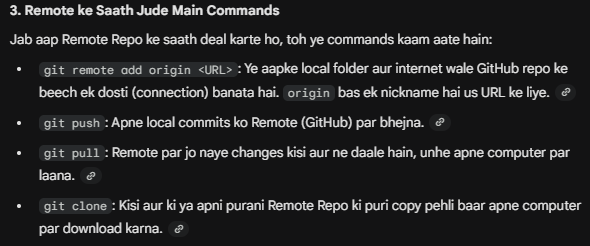 3. Remote ke Saath Jude Main Commands
Jab aap Remote Repo ke saath deal karte ho, toh ye commands kaam aate hain:
• git remote add origin <URL> : Ye aapke local folder aur internet wale GitHub repo ke
beech ek dosti (connection) banata hai. origin bas ek nickname hai us URL ke liye.
• git push : Apne local commits ko Remote (GitHub) par bhejna.
• git pull : Remote par jo naye changes kisi aur ne daale hain, unhe apne computer par
laana.
• git clone : Kisi aur ki ya apni purani Remote Repo ki puri copy pehli baar apne computer
par download karna.